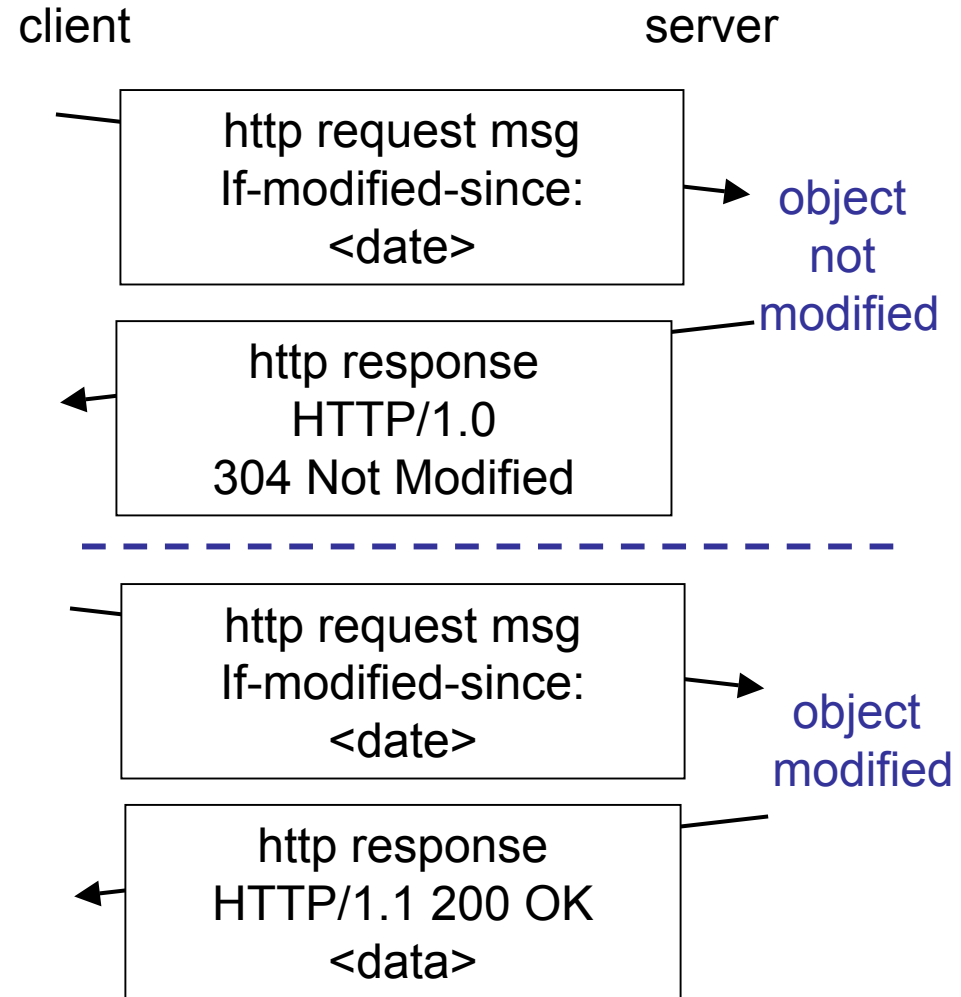 client
server
http request msg
If-modified-since:
<date>
object
not
modified
http response
HTTP/1.0
304 Not Modified
http request msg
If-modified-since:
<date>
object
modified
http response
HTTP/1.1 200 OK
<data>